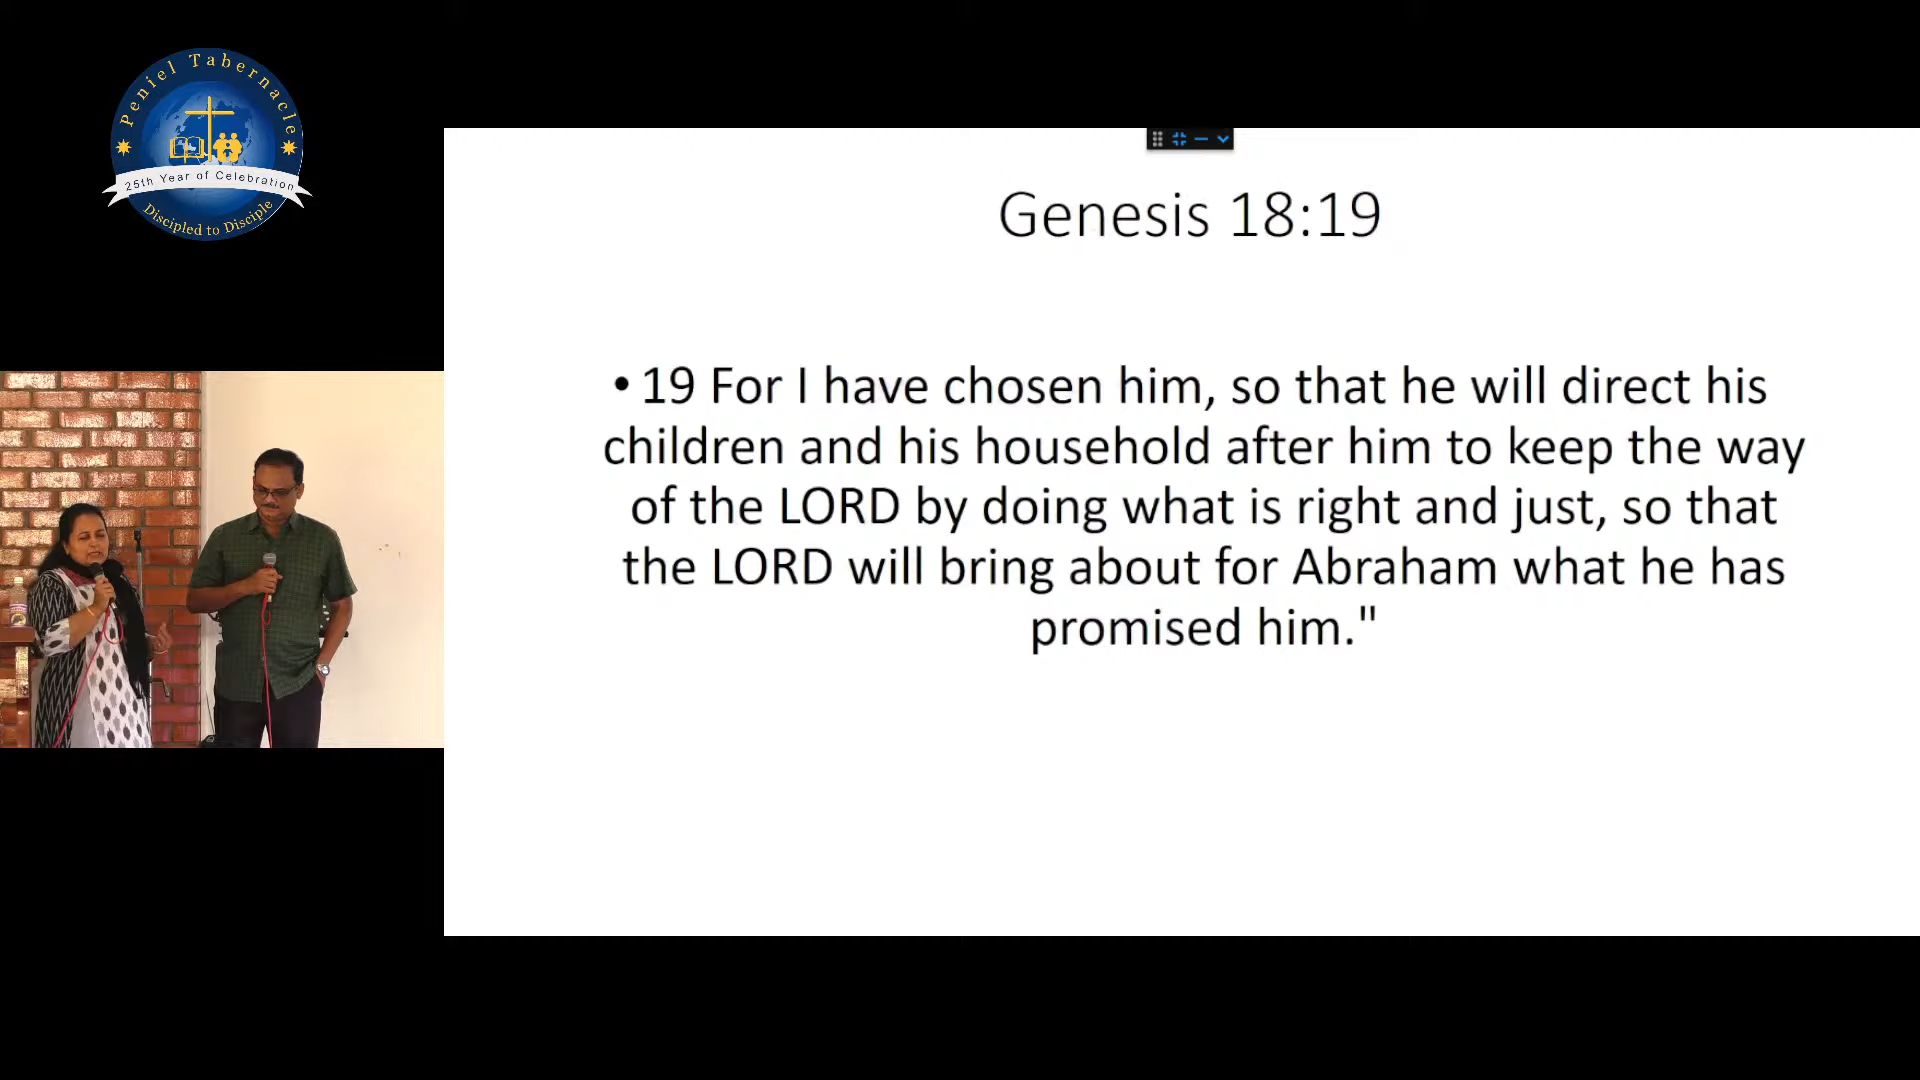 Peniel Tabernacle
25th Year of Celebration
Discipled to Disciple
Genesis 18:19
• 19 For I have chosen him, so that he will direct his
children and his household after him to keep the way
of the LORD by doing what is right and just, so that
the LORD will bring about for Abraham what he has
promised him."